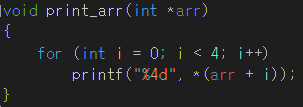 void print_arr(int *arr)
{
    for (int i = 0; i < 4; i++)
        printf("%4d", *(arr + i));
}